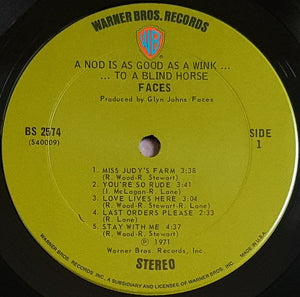 WARNER BROS. RECORDS
WB
A NOD IS AS GOOD AS A WINK ...
... TO A BLIND HORSE
FACES
Produced by Glyn Johns/Faces
BS 2574
(S40009)
SIDE
1
1. MISS JUDY'S FARM 3:38
(R. Wood-R. Stewart)
2. YOU'RE SO RUDE 3:41
(I. McLagan-R. Lane)
3. LOVE LIVES HERE 3:04
(R. Wood-R. Stewart-R. Lane)
4. LAST ORDERS PLEASE 2:33
(R. Lane)
5. STAY WITH ME 4:37
(R. Wood-R. Stewart)
℗ 1971
Warner Bros. Records, Inc.
STEREO
WARNER BROS. RECORDS INC., A SUBSIDIARY AND LICENSEE OF WARNER BROS. INC.
MADE IN U.S.A.